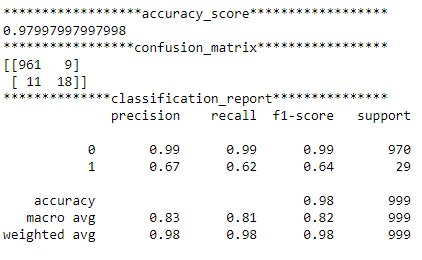 ******************accuracy_score******************
0.97997997997998
*****************confusion_matrix*****************
[[961   9]
 [ 11  18]]
**************classification_report***************
              precision    recall  f1-score   support

           0       0.99      0.99      0.99       970
           1       0.67      0.62      0.64        29

    accuracy                           0.98       999
   macro avg       0.83      0.81      0.82       999
weighted avg       0.98      0.98      0.98       999